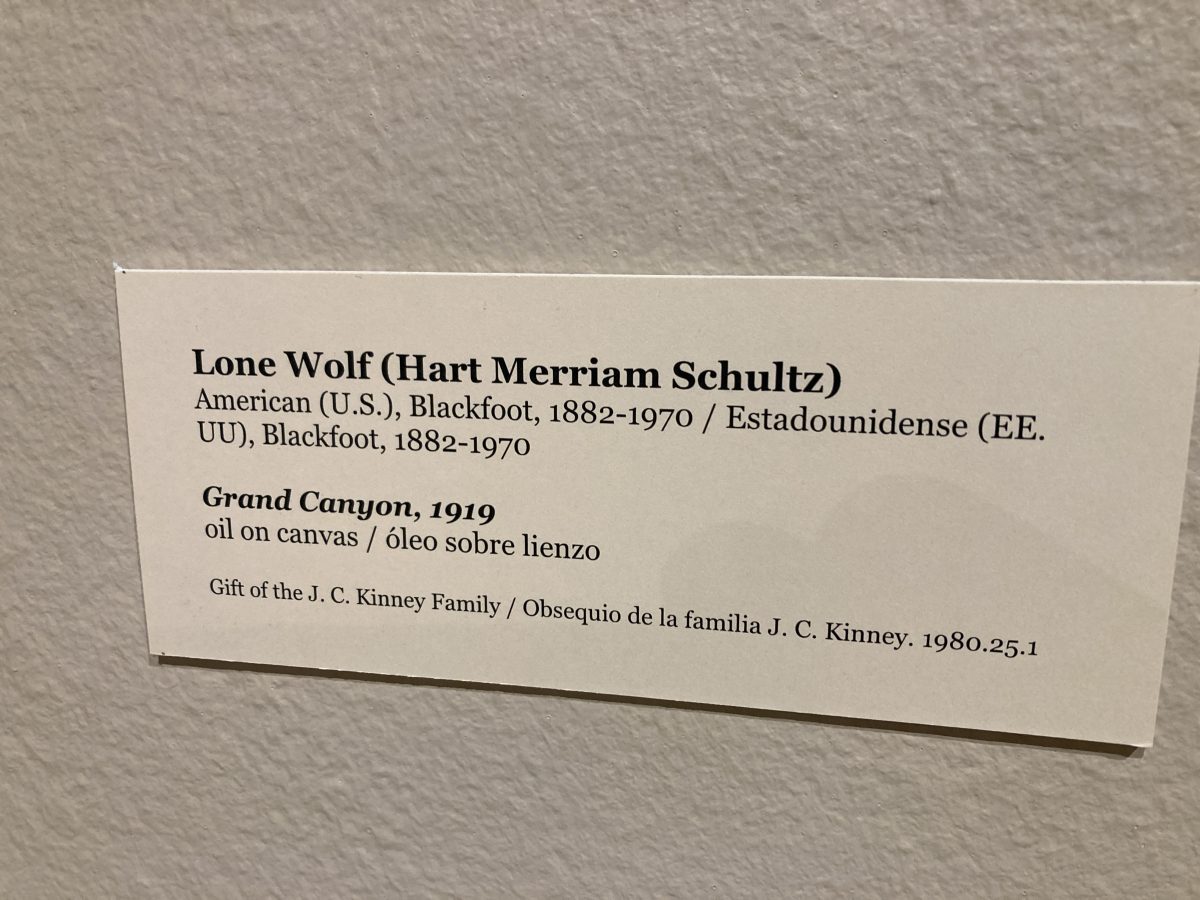 Lone Wolf (Hart Merriam Schultz)
American (U.S.), Blackfoot, 1882-1970 / Estadounidense (EE.
UU), Blackfoot, 1882-1970
Grand Canyon, 1919
oil on canvas / óleo sobre lienzo
Gift of the J. C. Kinney Family / Obsequio de la familia J. C. Kinney. 1980.25.1